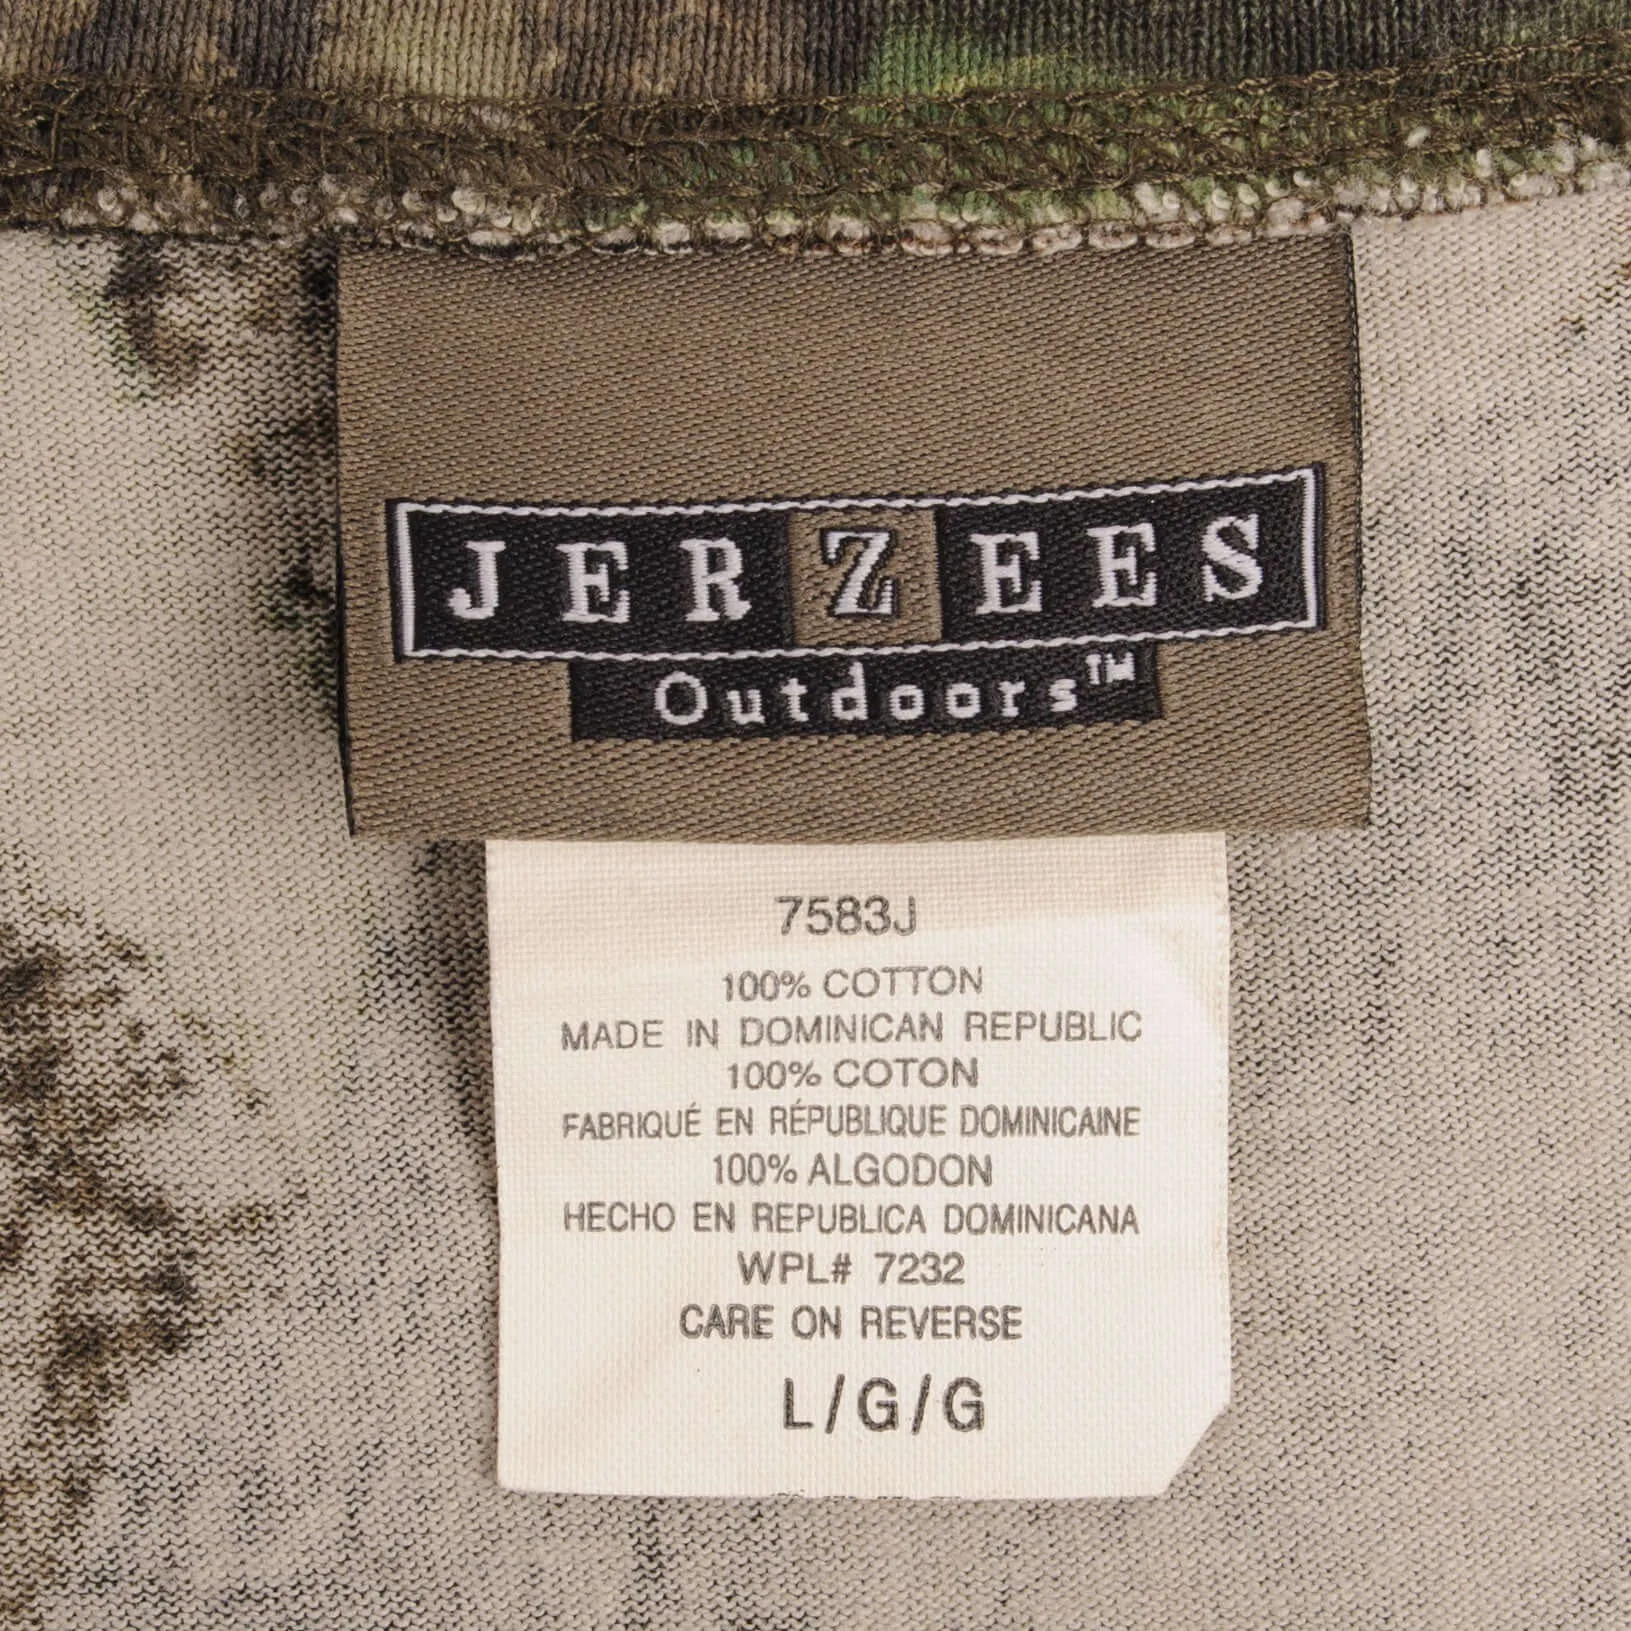 JERZEES
Outdoors™
7583J
100% COTTON
MADE IN DOMINICAN REPUBLIC
100% COTON
FABRIQUÉ EN RÉPUBLIQUE DOMINICAINE
100% ALGODON
HECHO EN REPUBLICA DOMINICANA
WPL# 7232
CARE ON REVERSE
L/G/G